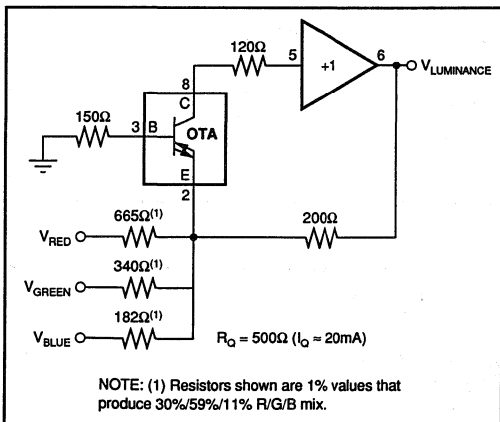 120Ω
5
+1
6
V_LUMINANCE
8
C
150Ω
3
B
OTA
E
2
665Ω(1)
V_RED
200Ω
340Ω(1)
V_GREEN
182Ω(1)
V_BLUE
R_Q = 500Ω (I_Q ≈ 20mA)
NOTE: (1) Resistors shown are 1% values that
produce 30%/59%/11% R/G/B mix.